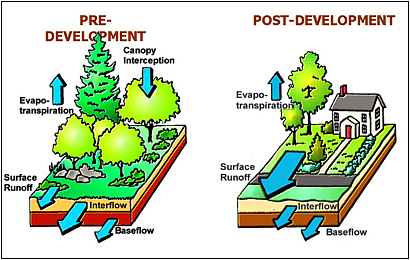 PRE-
DEVELOPMENT
Canopy
Interception
Evapo-
transpiration
Surface
Runoff
Interflow
Baseflow
POST-DEVELOPMENT
Evapo-
transpiration
Surface
Runoff
Interflow
Baseflow